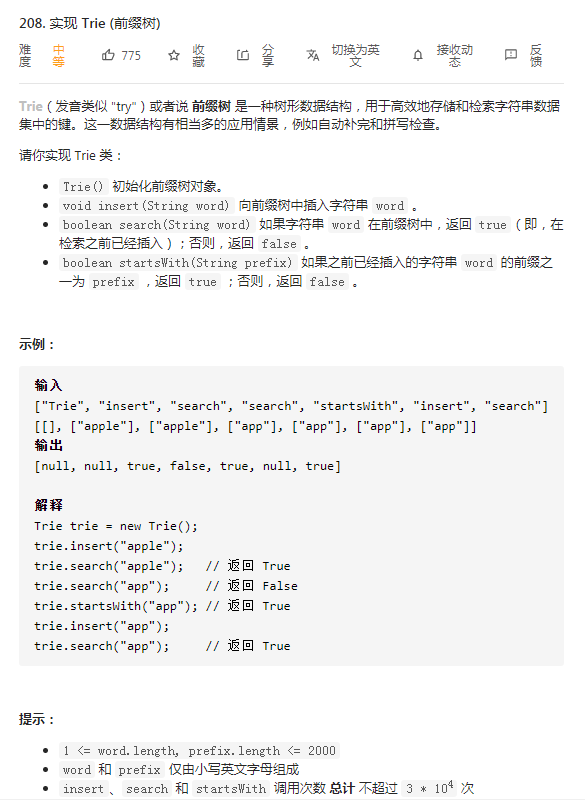 208. 实现 Trie (前缀树)
难度 中等 775 收藏 分享 切换为英文 接收动态 反馈
Trie（发音类似 "try"）或者说 前缀树 是一种树形数据结构，用于高效地存储和检索字符串数据
集中的键。这一数据结构有相当多的应用情景，例如自动补完和拼写检查。
请你实现 Trie 类：
Trie() 初始化前缀树对象。
void insert(String word) 向前缀树中插入字符串 word 。
boolean search(String word) 如果字符串 word 在前缀树中，返回 true（即，在
检索之前已经插入）；否则，返回 false 。
boolean startsWith(String prefix) 如果之前已经插入的字符串 word 的前缀之
一为 prefix ，返回 true ；否则，返回 false 。
示例：
输入
["Trie", "insert", "search", "search", "startsWith", "insert", "search"]
[[], ["apple"], ["apple"], ["app"], ["app"], ["app"], ["app"]]
输出
[null, null, true, false, true, null, true]
解释
Trie trie = new Trie();
trie.insert("apple");
trie.search("apple");   // 返回 True
trie.search("app");     // 返回 False
trie.startsWith("app"); // 返回 True
trie.insert("app");
trie.search("app");     // 返回 True
提示：
1 <= word.length, prefix.length <= 2000
word 和 prefix 仅由小写英文字母组成
insert、search 和 startsWith 调用次数 总计 不超过 3 * 10⁴ 次